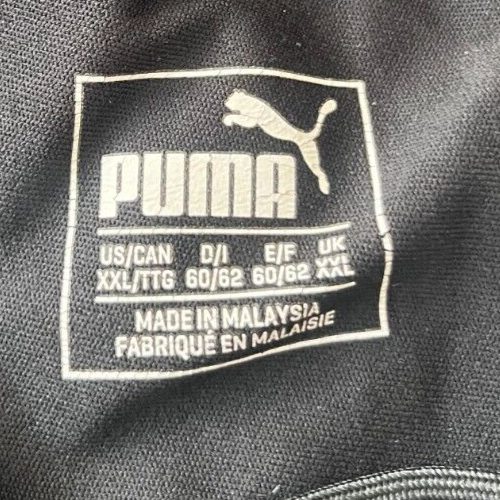 PUMA
US/CAN D/I E/F UK
XXL/TTG 60/62 60/62 XXL
MADE IN MALAYSIA
FABRIQUÉ EN MALAISIE